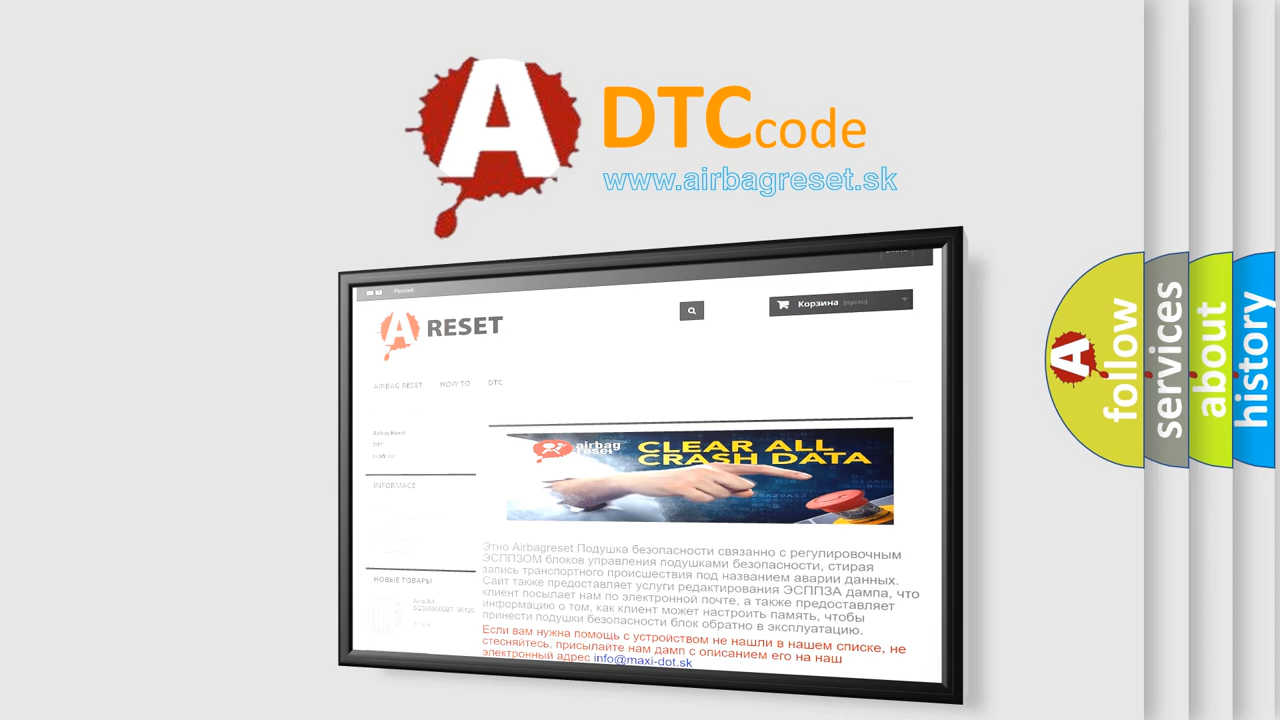 A
DTCcode
www.airbagreset.sk
Русский
Корзина (пусто)
A RESET
AIRBAG RESET HOW TO DTC
Airbag Reset
DTC
INFORMACE
airbag
reset
CLEAR ALL
CRASH DATA
Этно Airbagreset Подушка безопасности связанно с регулировочным
ЭСППЗОМ блоков управления подушками безопасности, стирая
запись транспортного происшествия под названием аварии данных.
Сайт также предоставляет услуги редактирования ЭСППЗА дампа, что
клиент посылает нам по электронной почте, а также предоставляет
информацию о том, как клиент может настроить память, чтобы
принести подушки безопасности блок обратно в эксплуатацию.
НОВЫЕ ТОВАРЫ
Если вам нужна помощь с устройством не нашли в нашем списке, не
стесняйтесь, присылайте нам дамп с описанием его на наш
электронный адрес info@maxi-dot.sk
A
follow
services
about
history